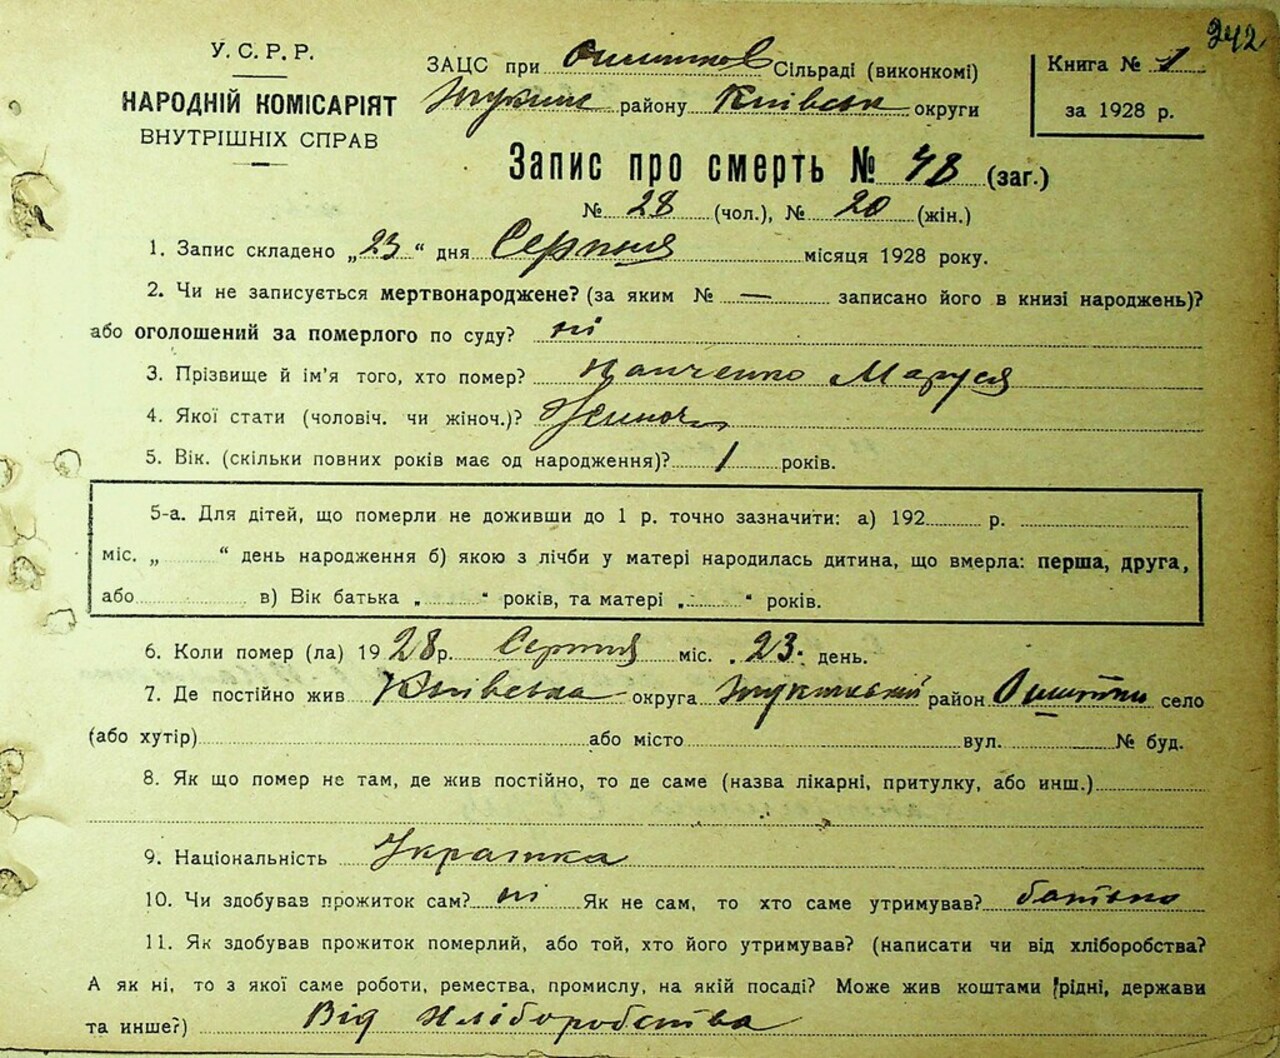 242
У. С. Р. Р.
НАРОДНІЙ КОМІСАРІЯТ
ВНУТРІШНІХ СПРАВ
ЗАЦС при Сільраді (виконкомі)
району Київськ округи
Книга № 1
за 1928 р.
Запис про смерть № 48 (заг.)
№ 28 (чол.), № 20 (жін.)
1. Запис складено „23“ дня Серпня місяця 1928 року.
2. Чи не записується мертвонароджене? (за яким № — записано його в книзі народжень)?
або оголошений за померлого по суду? ні
3. Прізвище й ім'я того, хто помер? Панченко Маруся
4. Якої стати (чоловіч. чи жіноч.)? Жіноч
5. Вік. (скільки повних років має од народження)? 1 років.
5-а. Для дітей, що померли не доживши до 1 р. точно зазначити: а) 192 р.
міс. „ “ день народження б) якою з лічби у матері народилась дитина, що вмерла: перша, друга,
або в) Вік батька „ “ років, та матері „ “ років.
6. Коли помер (ла) 1928 р. Серпня міс. 23 день.
7. Де постійно жив Київська округа район село
(або хутір) або місто вул. № буд.
8. Як що помер не там, де жив постійно, то де саме (назва лікарні, притулку, або инш.)
9. Національність Українка
10. Чи здобував прожиток сам? ні Як не сам, то хто саме утримував? батько
11. Як здобував прожиток померлий, або той, хто його утримував? (написати чи від хліборобства?
А як ні, то з якої саме роботи, ремества, промислу, на якій посаді? Може жив коштами рідні, держави
та инше?) Від хліборобства